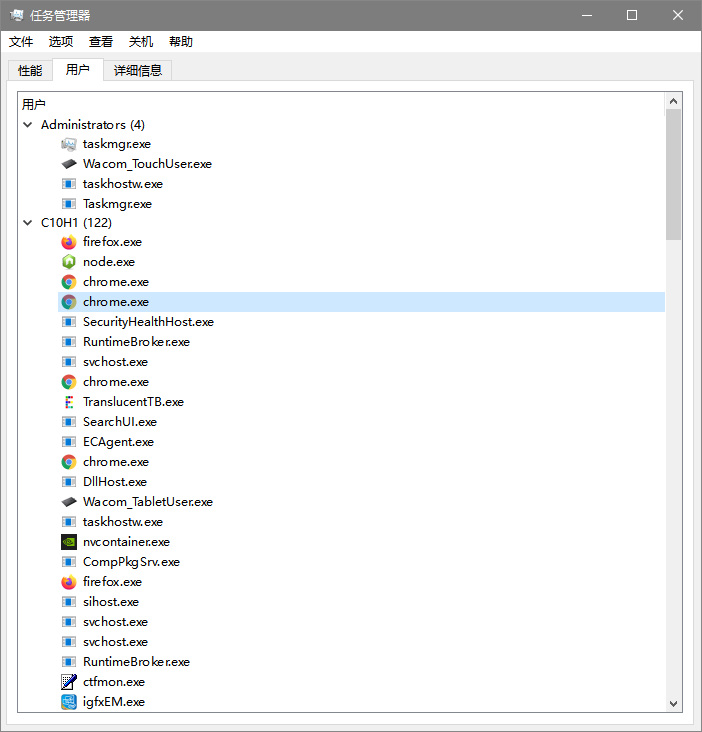 任务管理器
文件 选项 查看 关机 帮助
性能 用户 详细信息
用户
Administrators (4)
taskmgr.exe
Wacom_TouchUser.exe
taskhostw.exe
Taskmgr.exe
C10H1 (122)
firefox.exe
node.exe
chrome.exe
chrome.exe
SecurityHealthHost.exe
RuntimeBroker.exe
svchost.exe
chrome.exe
TranslucentTB.exe
SearchUI.exe
ECAgent.exe
chrome.exe
DllHost.exe
Wacom_TabletUser.exe
taskhostw.exe
nvcontainer.exe
CompPkgSrv.exe
firefox.exe
sihost.exe
svchost.exe
svchost.exe
RuntimeBroker.exe
ctfmon.exe
igfxEM.exe